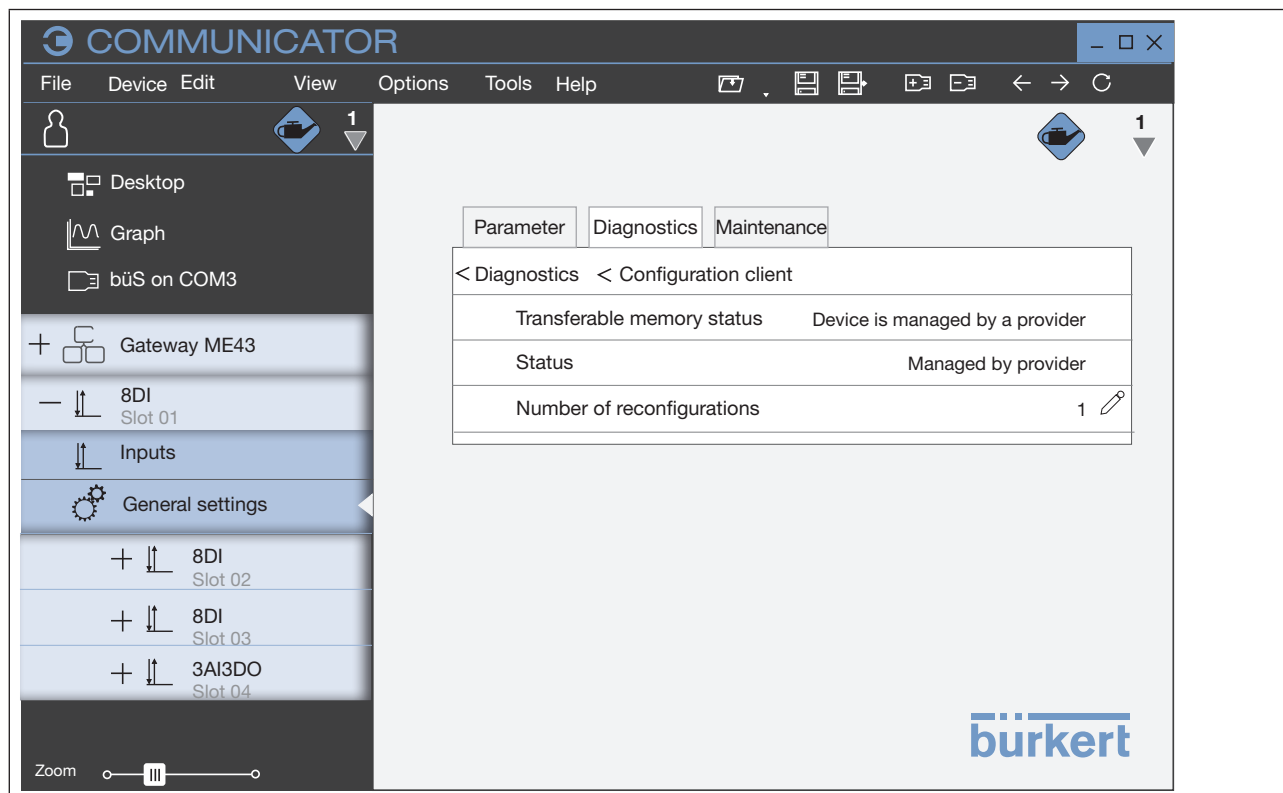 COMMUNICATOR
File Device Edit View Options Tools Help
1
1
Desktop
Graph
büS on COM3
Gateway ME43
8DI
Slot 01
Inputs
General settings
8DI
Slot 02
8DI
Slot 03
3AI3DO
Slot 04
Zoom
Parameter Diagnostics Maintenance
< Diagnostics < Configuration client
Transferable memory status Device is managed by a provider
Status Managed by provider
Number of reconfigurations 1
bürkert